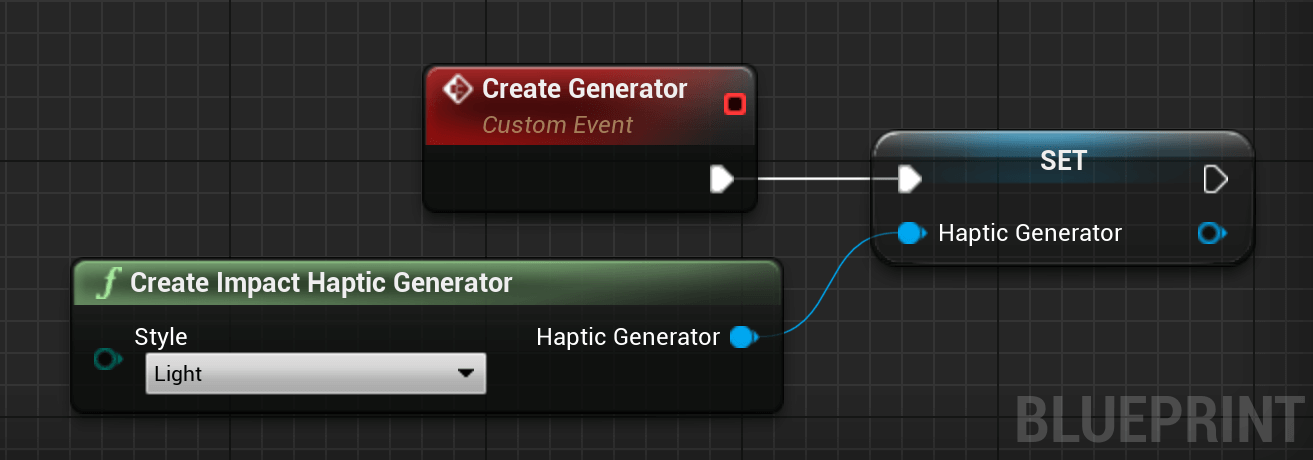 Create Generator
Custom Event
SET
Haptic Generator
Create Impact Haptic Generator
Style
Haptic Generator
Light
BLUEPRINT